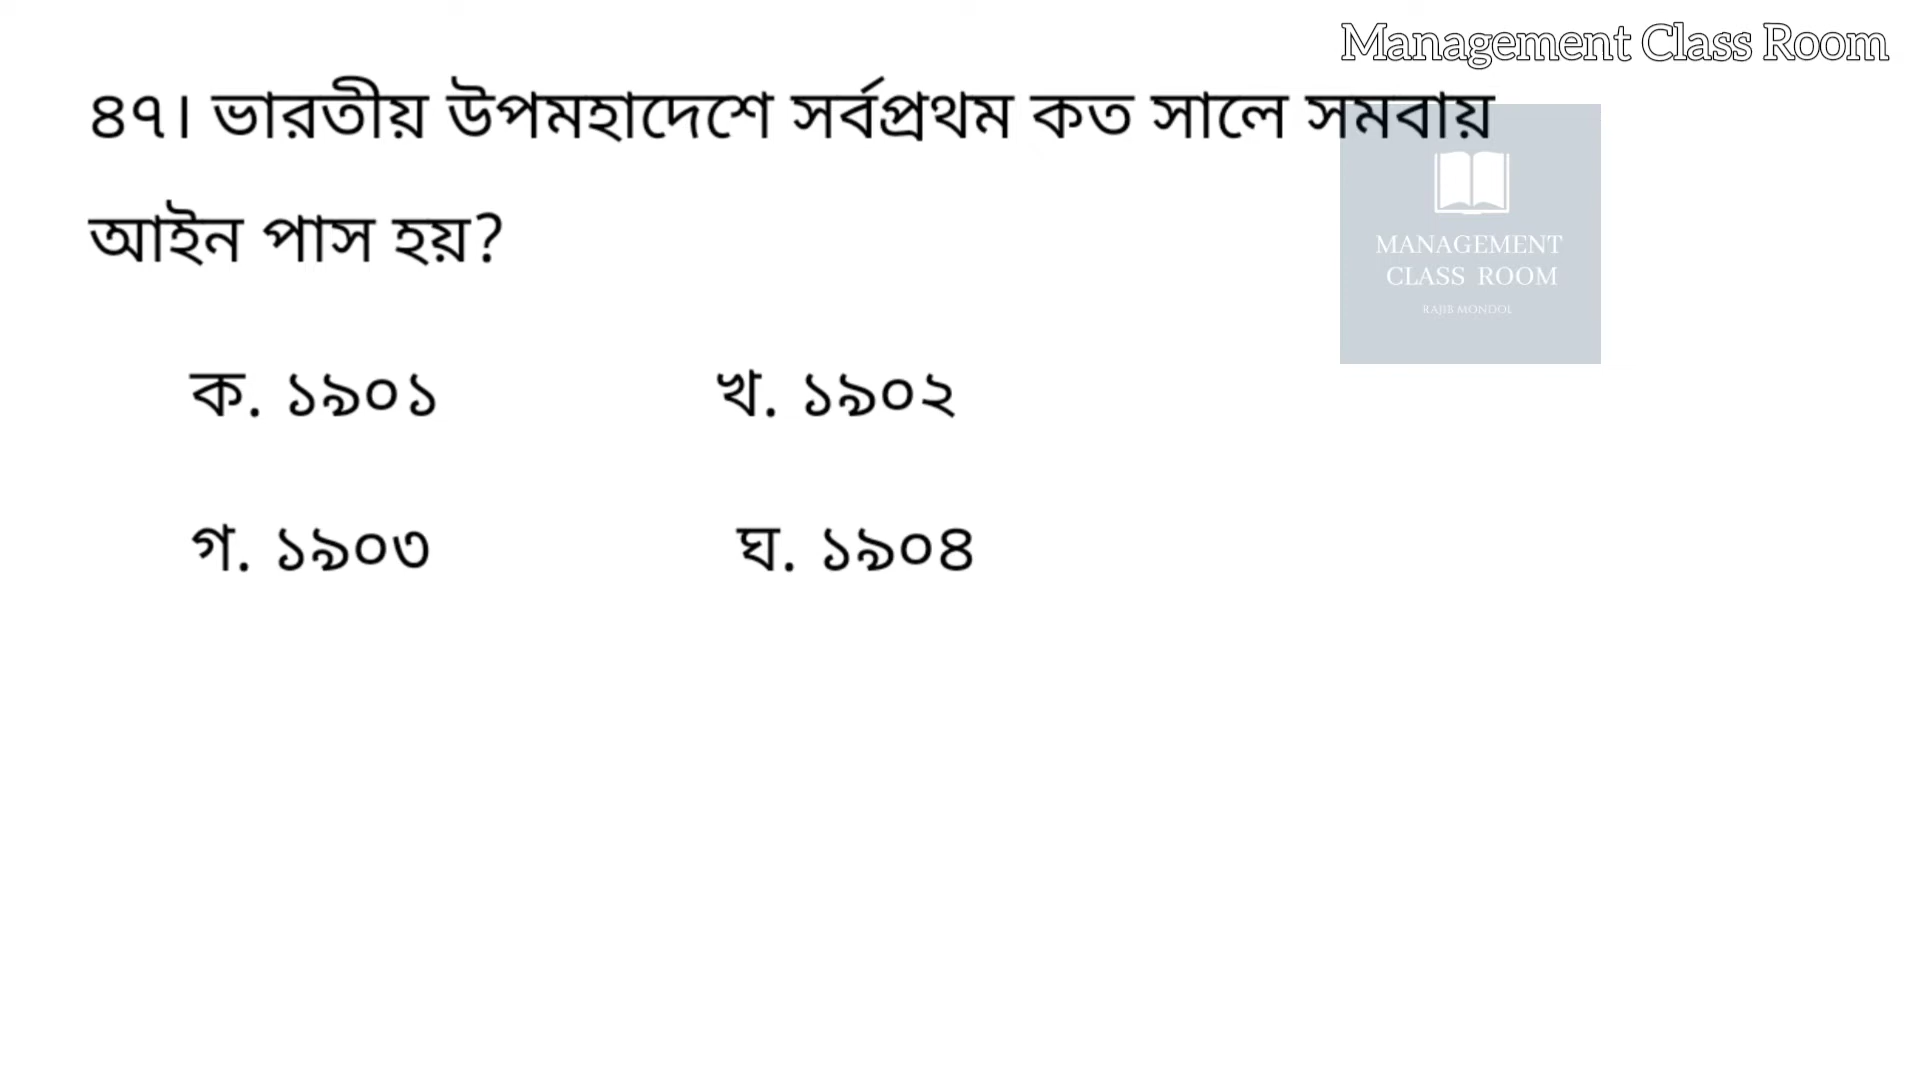 Management Class Room
৪৭। ভারতীয় উপমহাদেশে সর্বপ্রথম কত সালে সমবায়
আইন পাস হয়?
MANAGEMENT
CLASS ROOM
RAJIB MONDOL
ক. ১৯০১ খ. ১৯০২
গ. ১৯০৩ ঘ. ১৯০৪